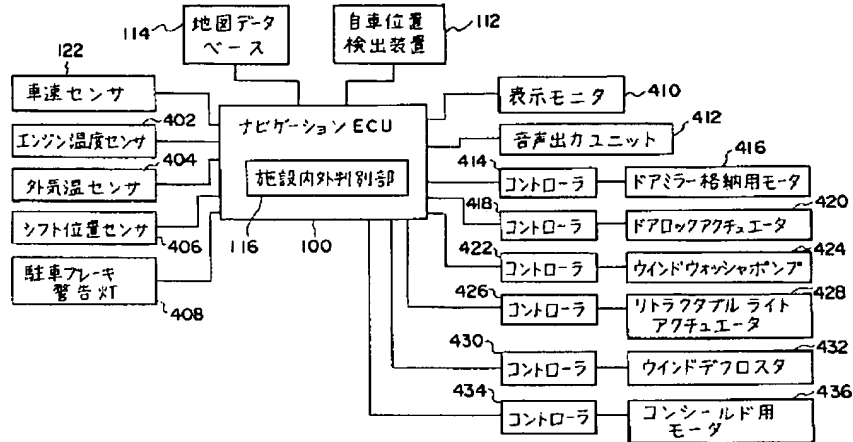 114
地図データ
ベース
自車位置
検出装置
112
122
車速センサ
402
エンジン温度センサ
404
外気温センサ
シフト位置センサ
406
駐車ブレーキ
警告灯
408
ナビゲーションECU
施設内外判別部
116
100
表示モニタ
410
音声出力ユニット
412
414
コントローラ
416
ドアミラー格納用モータ
418
コントローラ
420
ドアロックアクチュエータ
422
コントローラ
424
ウインドウォッシャポンプ
426
コントローラ
428
リトラクタブルライト
アクチュエータ
430
コントローラ
432
ウインドデフロスタ
434
コントローラ
436
コンシールド用
モータ